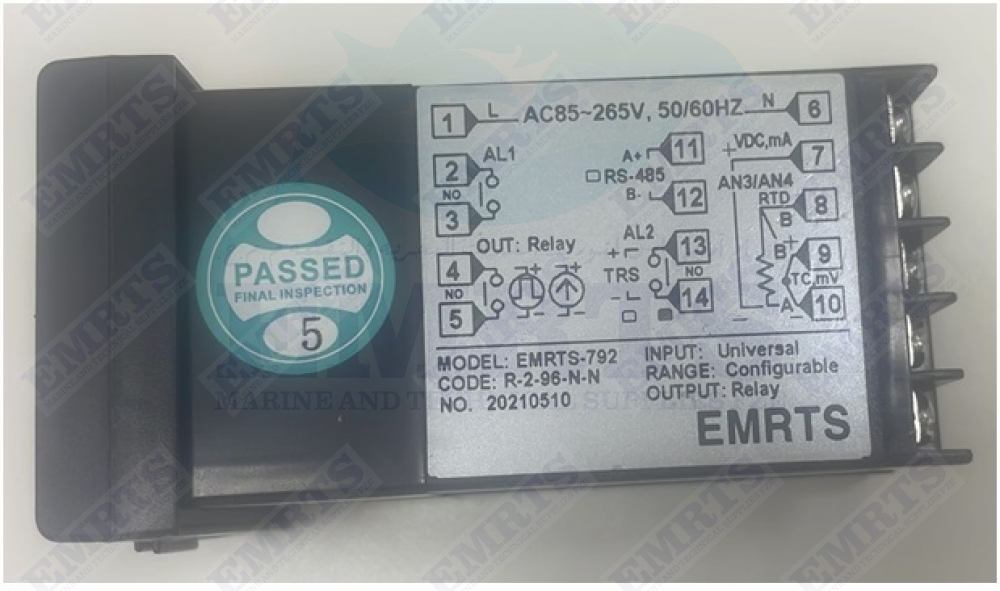 EMRTS
1 L AC85~265V, 50/60HZ N 6
2 AL1
NO
3
A+ 11
RS-485
B- 12
+VDC,mA 7
AN3/AN4
RTD
B 8
B + 9
TC,mV
A - 10
OUT: Relay
4 - +
NO
5
AL2
+ 13
TRS NO
- 14
PASSED
FINAL INSPECTION
5
MODEL: EMRTS-792 INPUT: Universal
CODE: R-2-96-N-N RANGE: Configurable
NO. 20210510 OUTPUT: Relay
EMRTS